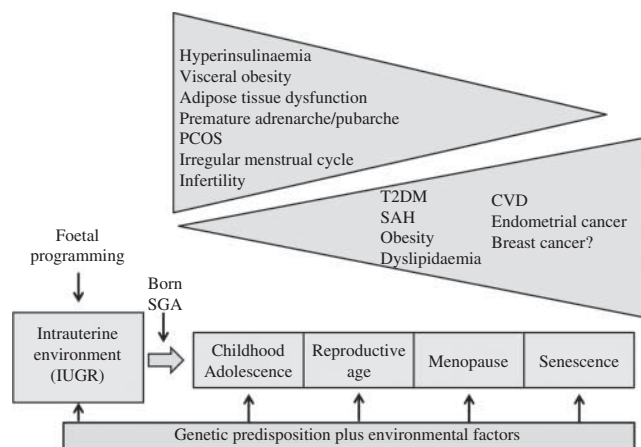 Hyperinsulinaemia
Visceral obesity
Adipose tissue dysfunction
Premature adrenarche/pubarche
PCOS
Irregular menstrual cycle
Infertility
T2DM
SAH
Obesity
Dyslipidaemia
CVD
Endometrial cancer
Breast cancer?
Foetal
programming
Born
SGA
Intrauterine
environment
(IUGR)
Childhood
Adolescence
Reproductive
age
Menopause
Senescence
Genetic predisposition plus environmental factors